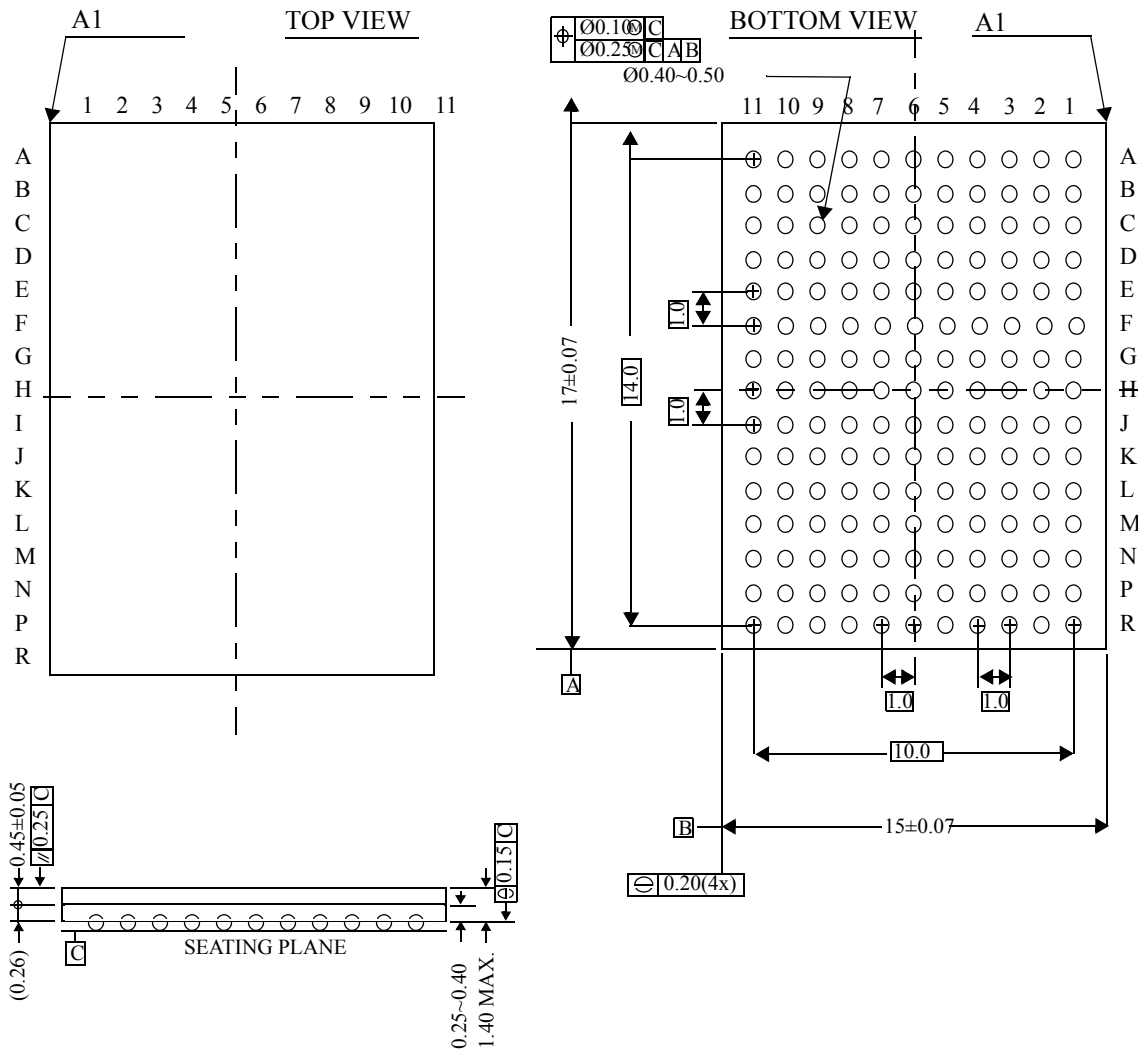 A1
TOP VIEW
1 2 3 4 5 6 7 8 9 10 11
A
B
C
D
E
F
G
H
I
J
K
L
M
N
P
R
Ø0.10Ⓜ C
Ø0.25Ⓜ C A B
Ø0.40~0.50
BOTTOM VIEW
A1
11 10 9 8 7 6 5 4 3 2 1
A
B
C
D
E
F
G
H
J
K
L
M
N
P
R
17±0.07
14.0
1.0
1.0
A
1.0
1.0
10.0
B
15±0.07
0.20(4x)
0.45±0.05
// 0.25 C
(0.26)
C
SEATING PLANE
0.15 C
0.25~0.40
1.40 MAX.